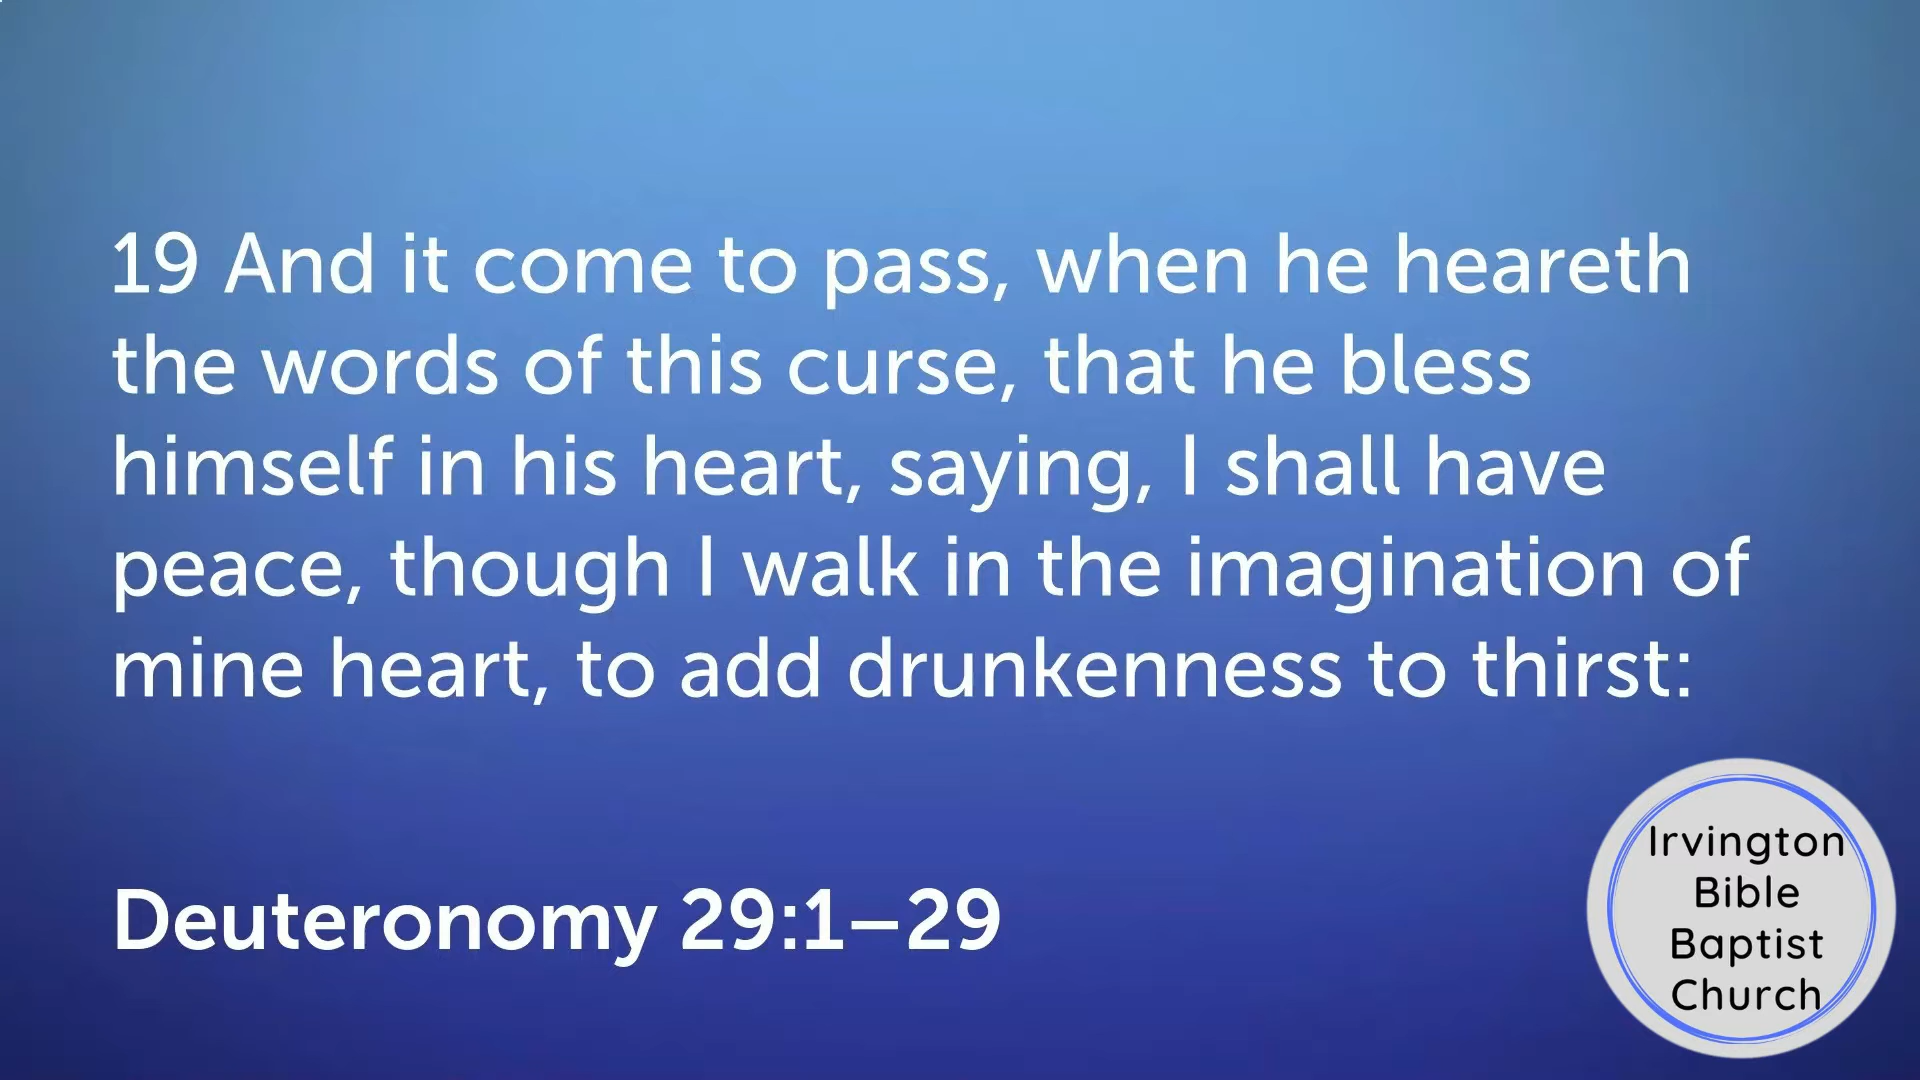 19 And it come to pass, when he heareth
the words of this curse, that he bless
himself in his heart, saying, I shall have
peace, though I walk in the imagination of
mine heart, to add drunkenness to thirst:
Deuteronomy 29:1–29
Irvington
Bible
Baptist
Church